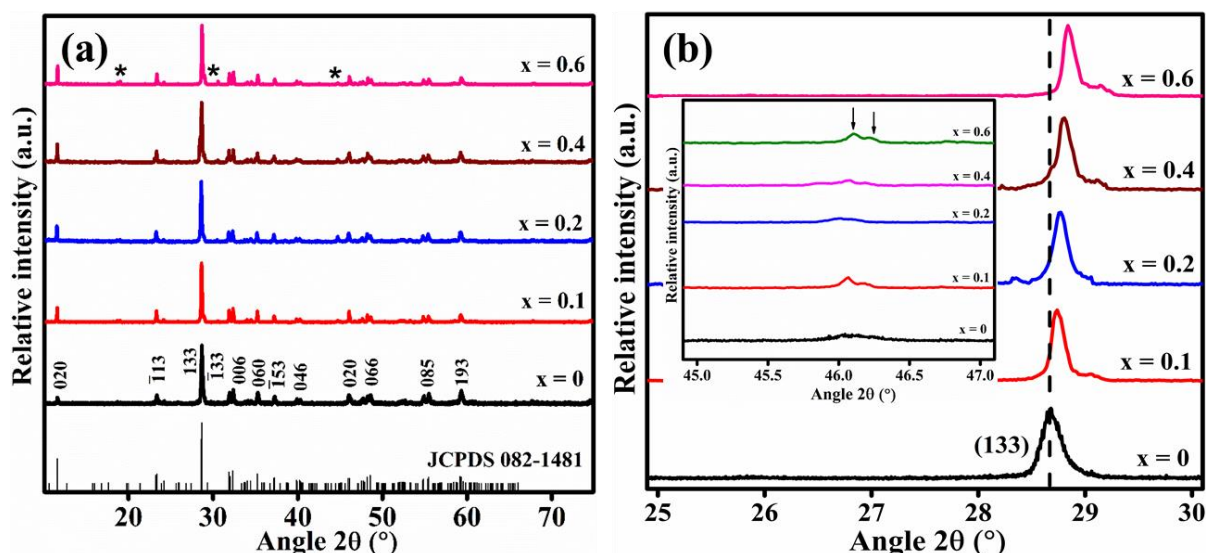 (a)
*
*
*
x = 0.6
x = 0.4
x = 0.2
x = 0.1
x = 0
020
1̅13
133
1̅33
006
060
1̅53
046
020
066
085
193
JCPDS 082-1481
Relative intensity (a.u.)
20 30 40 50 60 70
Angle 2θ (°)
(b)
x = 0.6
x = 0.4
x = 0.2
x = 0.1
x = 0
(133)
Relative intensity (a.u.)
25 26 27 28 29 30
Angle 2θ (°)
x = 0.6
x = 0.4
x = 0.2
x = 0.1
x = 0
Relative intensity (a.u.)
45.0 45.5 46.0 46.5 47.0
Angle 2θ (°)